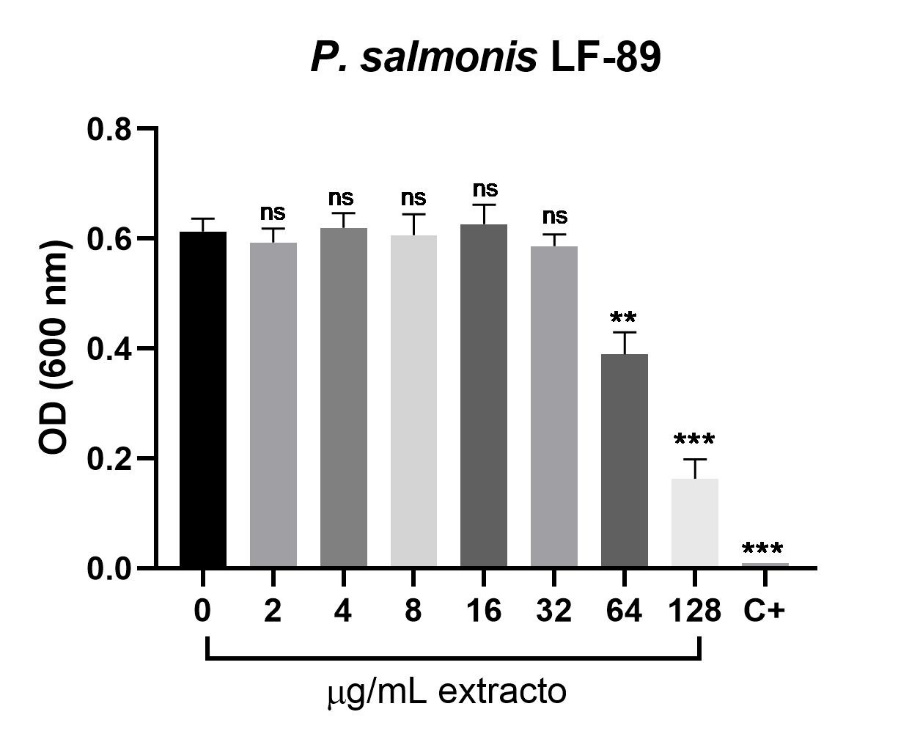 P. salmonis LF-89
OD (600 nm)
0.8
0.6
0.4
0.2
0.0
ns
ns
ns
ns
ns
**
***
***
0 2 4 8 16 32 64 128 C+
μg/mL extracto